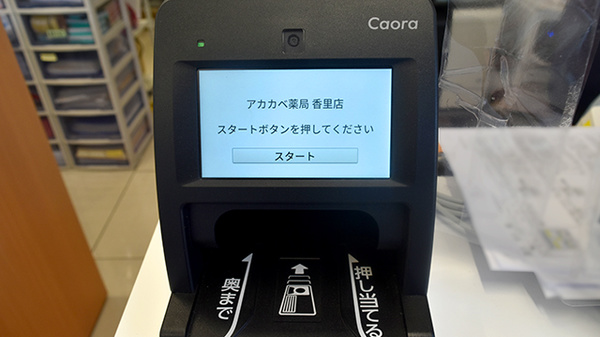 Caora
アカカベ薬局 香里店
スタートボタンを押してください
スタート
奥まで
押し当てる